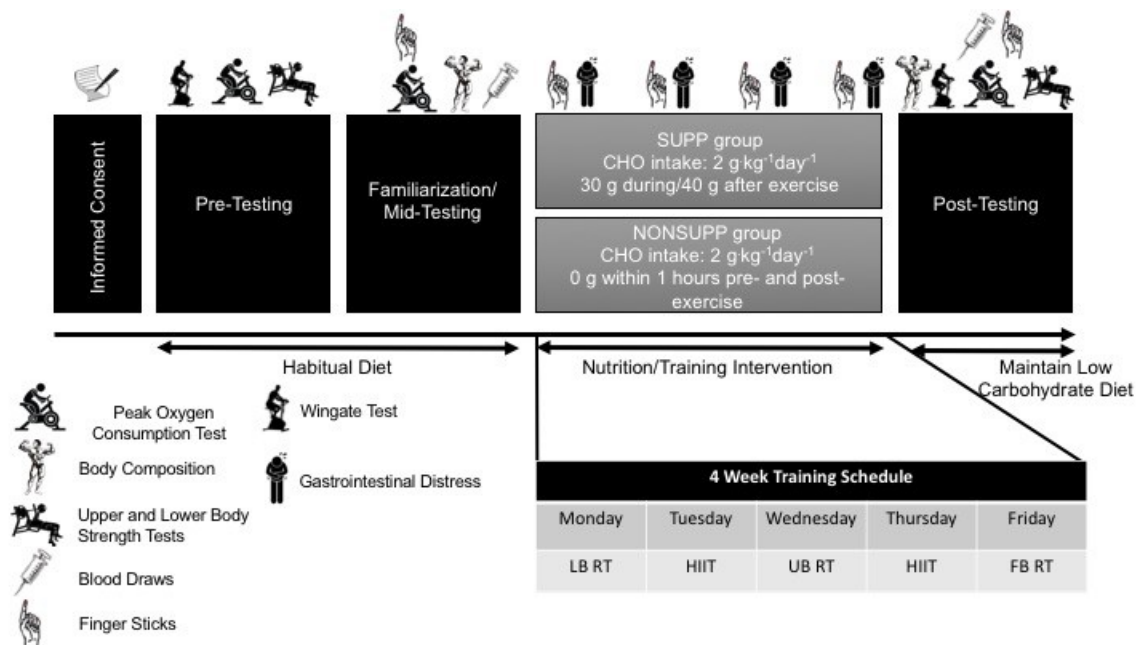 Informed Consent
Pre-Testing
Familiarization/
Mid-Testing
SUPP group
CHO intake: 2 g·kg⁻¹day⁻¹
30 g during/40 g after exercise
NONSUPP group
CHO intake: 2 g·kg⁻¹day⁻¹
0 g within 1 hours pre- and post-
exercise
Post-Testing
Habitual Diet
Nutrition/Training Intervention
Maintain Low
Carbohydrate Diet
Peak Oxygen
Consumption Test
Wingate Test
Body Composition
Gastrointestinal Distress
Upper and Lower Body
Strength Tests
Blood Draws
Finger Sticks
4 Week Training Schedule
Monday Tuesday Wednesday Thursday Friday
LB RT HIIT UB RT HIIT FB RT